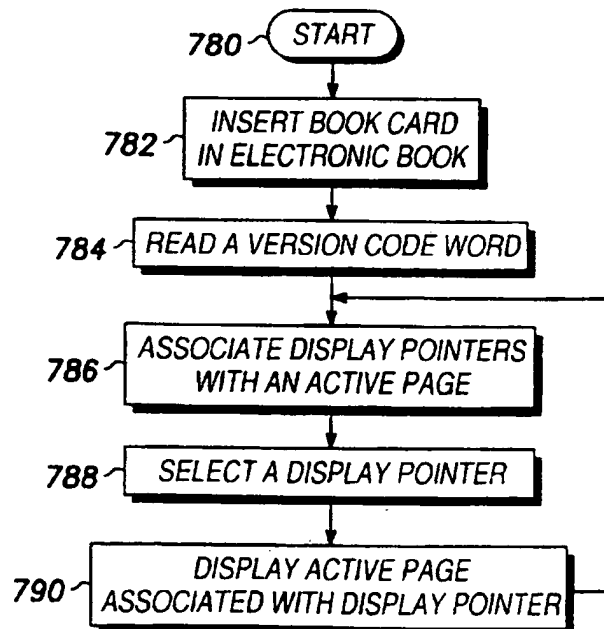 780 START
782 INSERT BOOK CARD
IN ELECTRONIC BOOK
784 READ A VERSION CODE WORD
786 ASSOCIATE DISPLAY POINTERS
WITH AN ACTIVE PAGE
788 SELECT A DISPLAY POINTER
790 DISPLAY ACTIVE PAGE
ASSOCIATED WITH DISPLAY POINTER